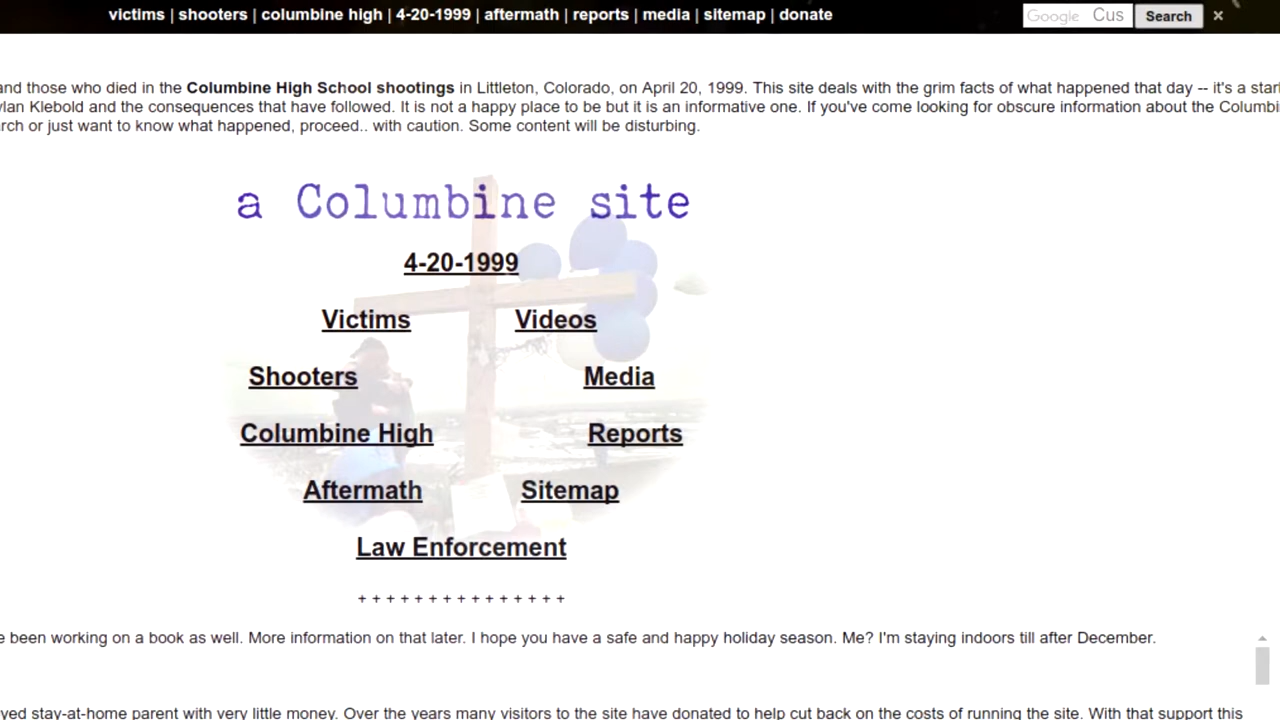 victims | shooters | columbine high | 4-20-1999 | aftermath | reports | media | sitemap | donate
Google Cus Search ×
and those who died in the Columbine High School shootings in Littleton, Colorado, on April 20, 1999. This site deals with the grim facts of what happened that day -- it's a
Klebold and the consequences that have followed. It is not a happy place to be but it is an informative one. If you've come looking for obscure information about the
or just want to know what happened, proceed.. with caution. Some content will be disturbing.
a Columbine site
4-20-1999
Victims Videos
Shooters Media
Columbine High Reports
Aftermath Sitemap
Law Enforcement
+ + + + + + + + + + + + + + +
been working on a book as well. More information on that later. I hope you have a safe and happy holiday season. Me? I'm staying indoors till after December.
stay-at-home parent with very little money. Over the years many visitors to the site have donated to help cut back on the costs of running the site. With that support this